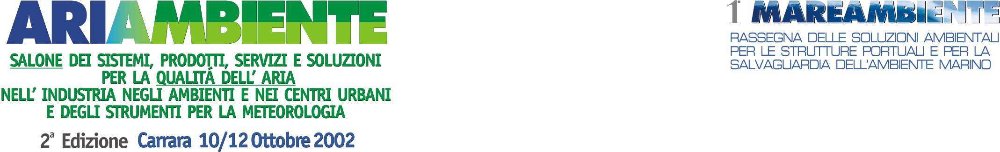 ARIAMBIENTE
SALONE DEI SISTEMI, PRODOTTI, SERVIZI E SOLUZIONI
PER LA QUALITÁ DELL' ARIA
NELL' INDUSTRIA NEGLI AMBIENTI E NEI CENTRI URBANI
E DEGLI STRUMENTI PER LA METEOROLOGIA
2ª Edizione Carrara 10/12 Ottobre 2002
1° MAREAMBIENTE
RASSEGNA DELLE SOLUZIONI AMBIENTALI
PER LE STRUTTURE PORTUALI E PER LA
SALVAGUARDIA DELL'AMBIENTE MARINO